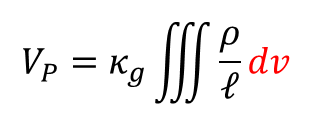 V_P = κ_g ∭ ρ/ℓ dv